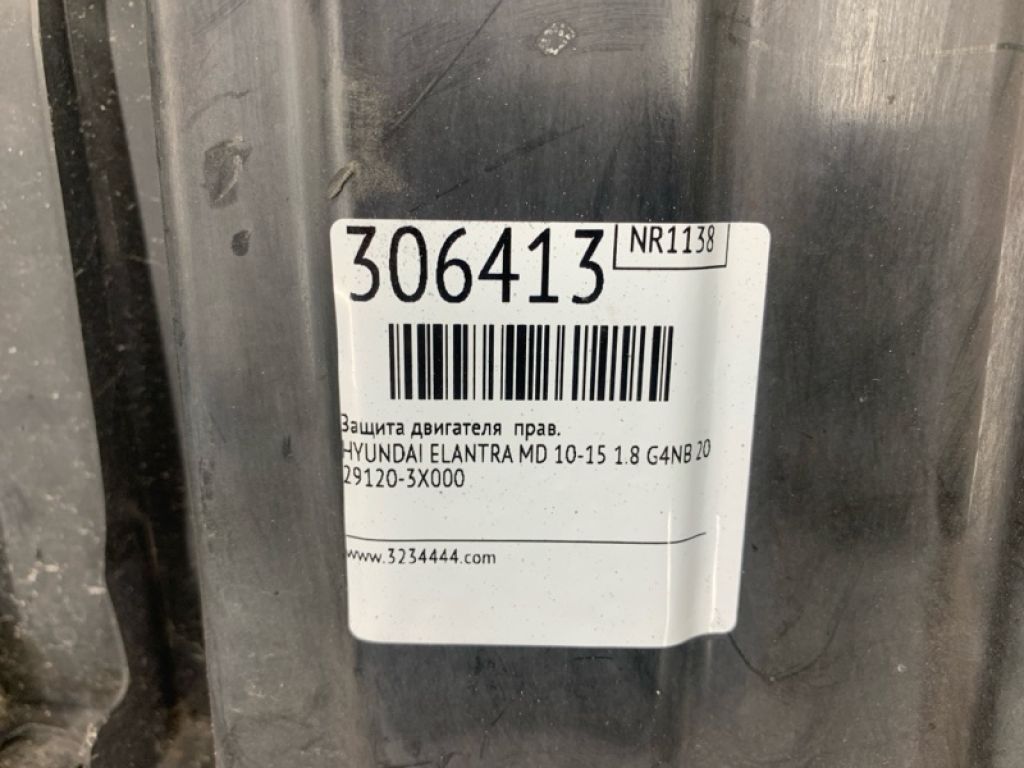 306413
NR1138
Защита двигателя прав.
HYUNDAI ELANTRA MD 10-15 1.8 G4NB 20
29120-3X000
www.3234444.com